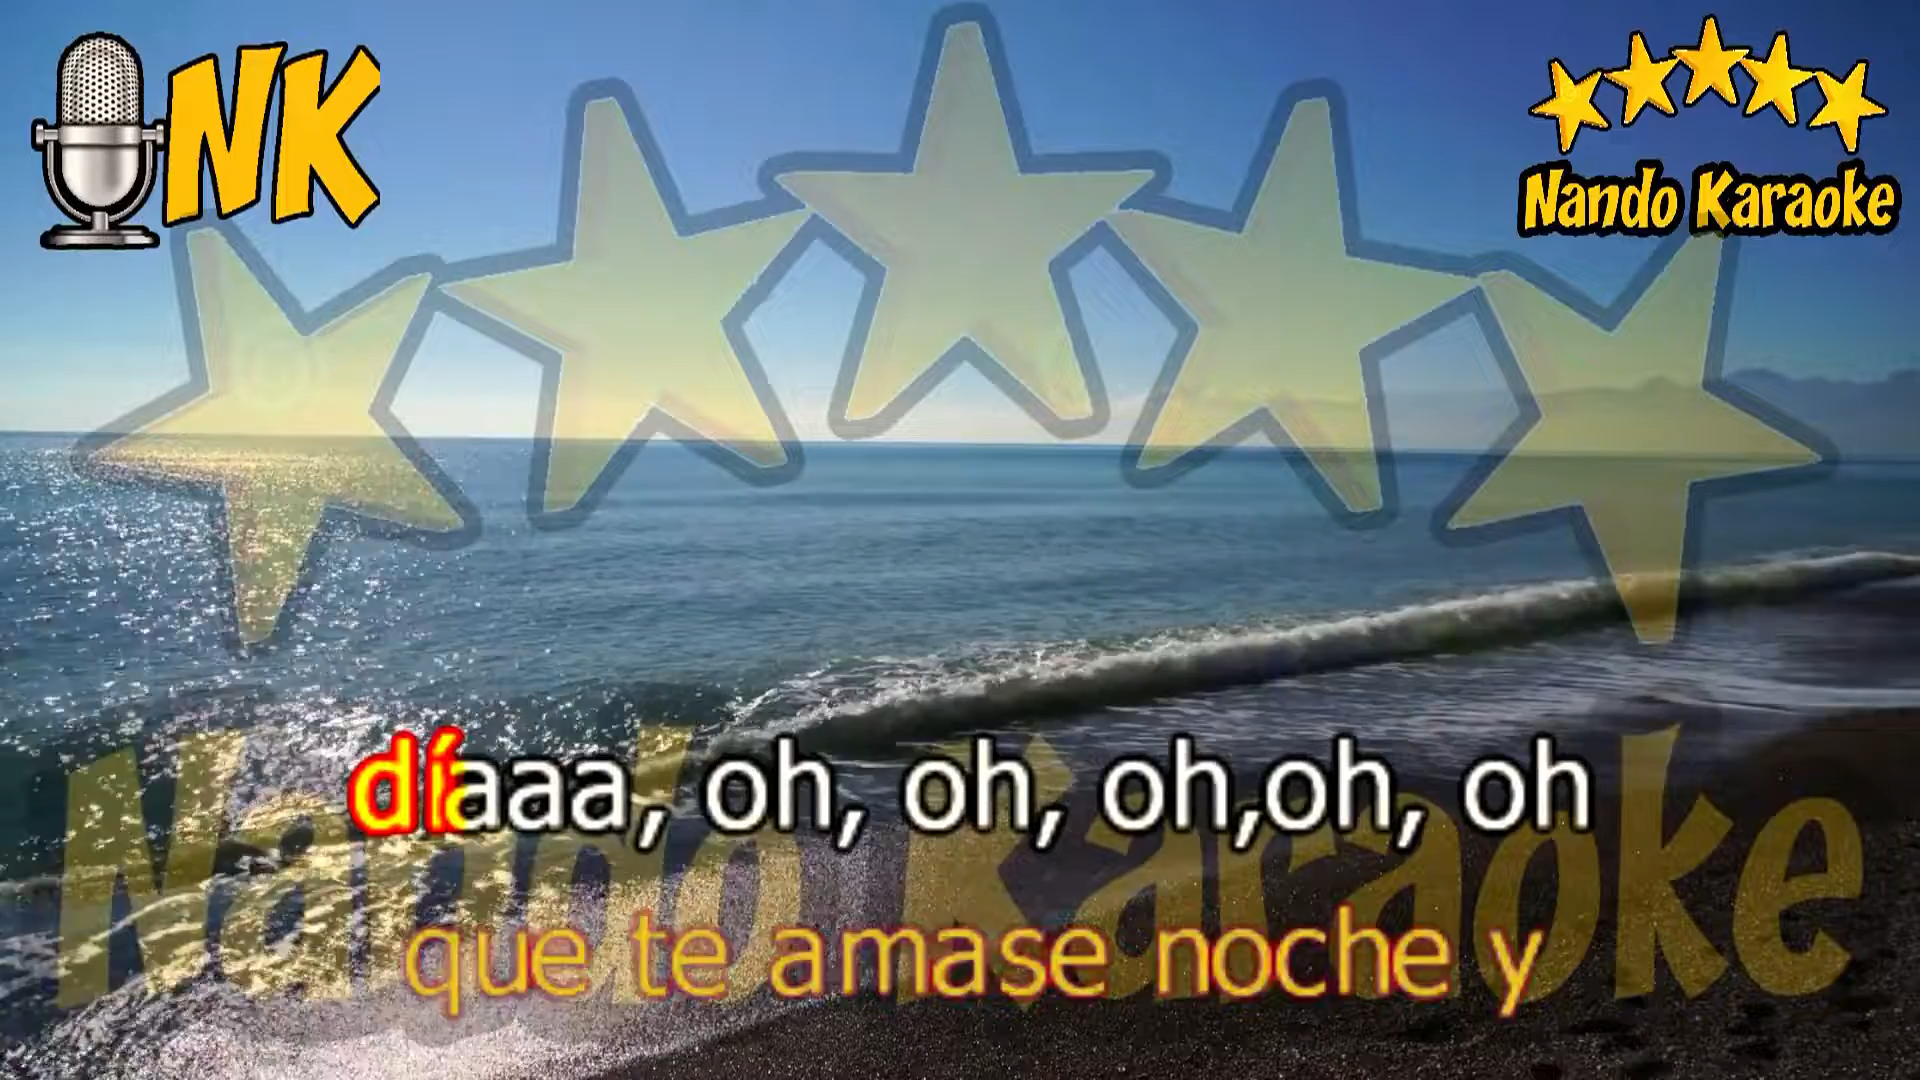 NK
Nando Karaoke
díaaa, oh, oh, oh,oh, oh
que te amase noche y
Nando Karaoke